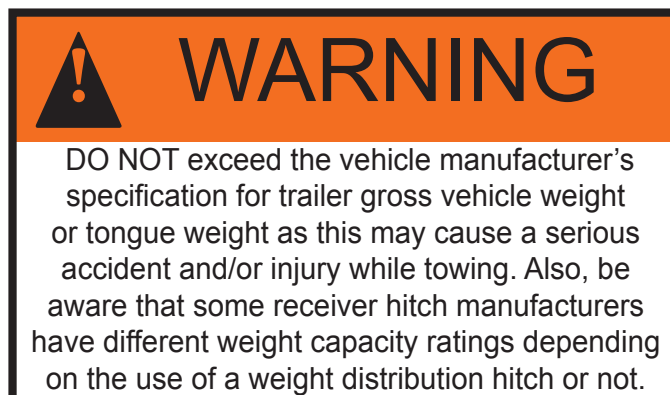 WARNING
DO NOT exceed the vehicle manufacturer’s
specification for trailer gross vehicle weight
or tongue weight as this may cause a serious
accident and/or injury while towing. Also, be
aware that some receiver hitch manufacturers
have different weight capacity ratings depending
on the use of a weight distribution hitch or not.